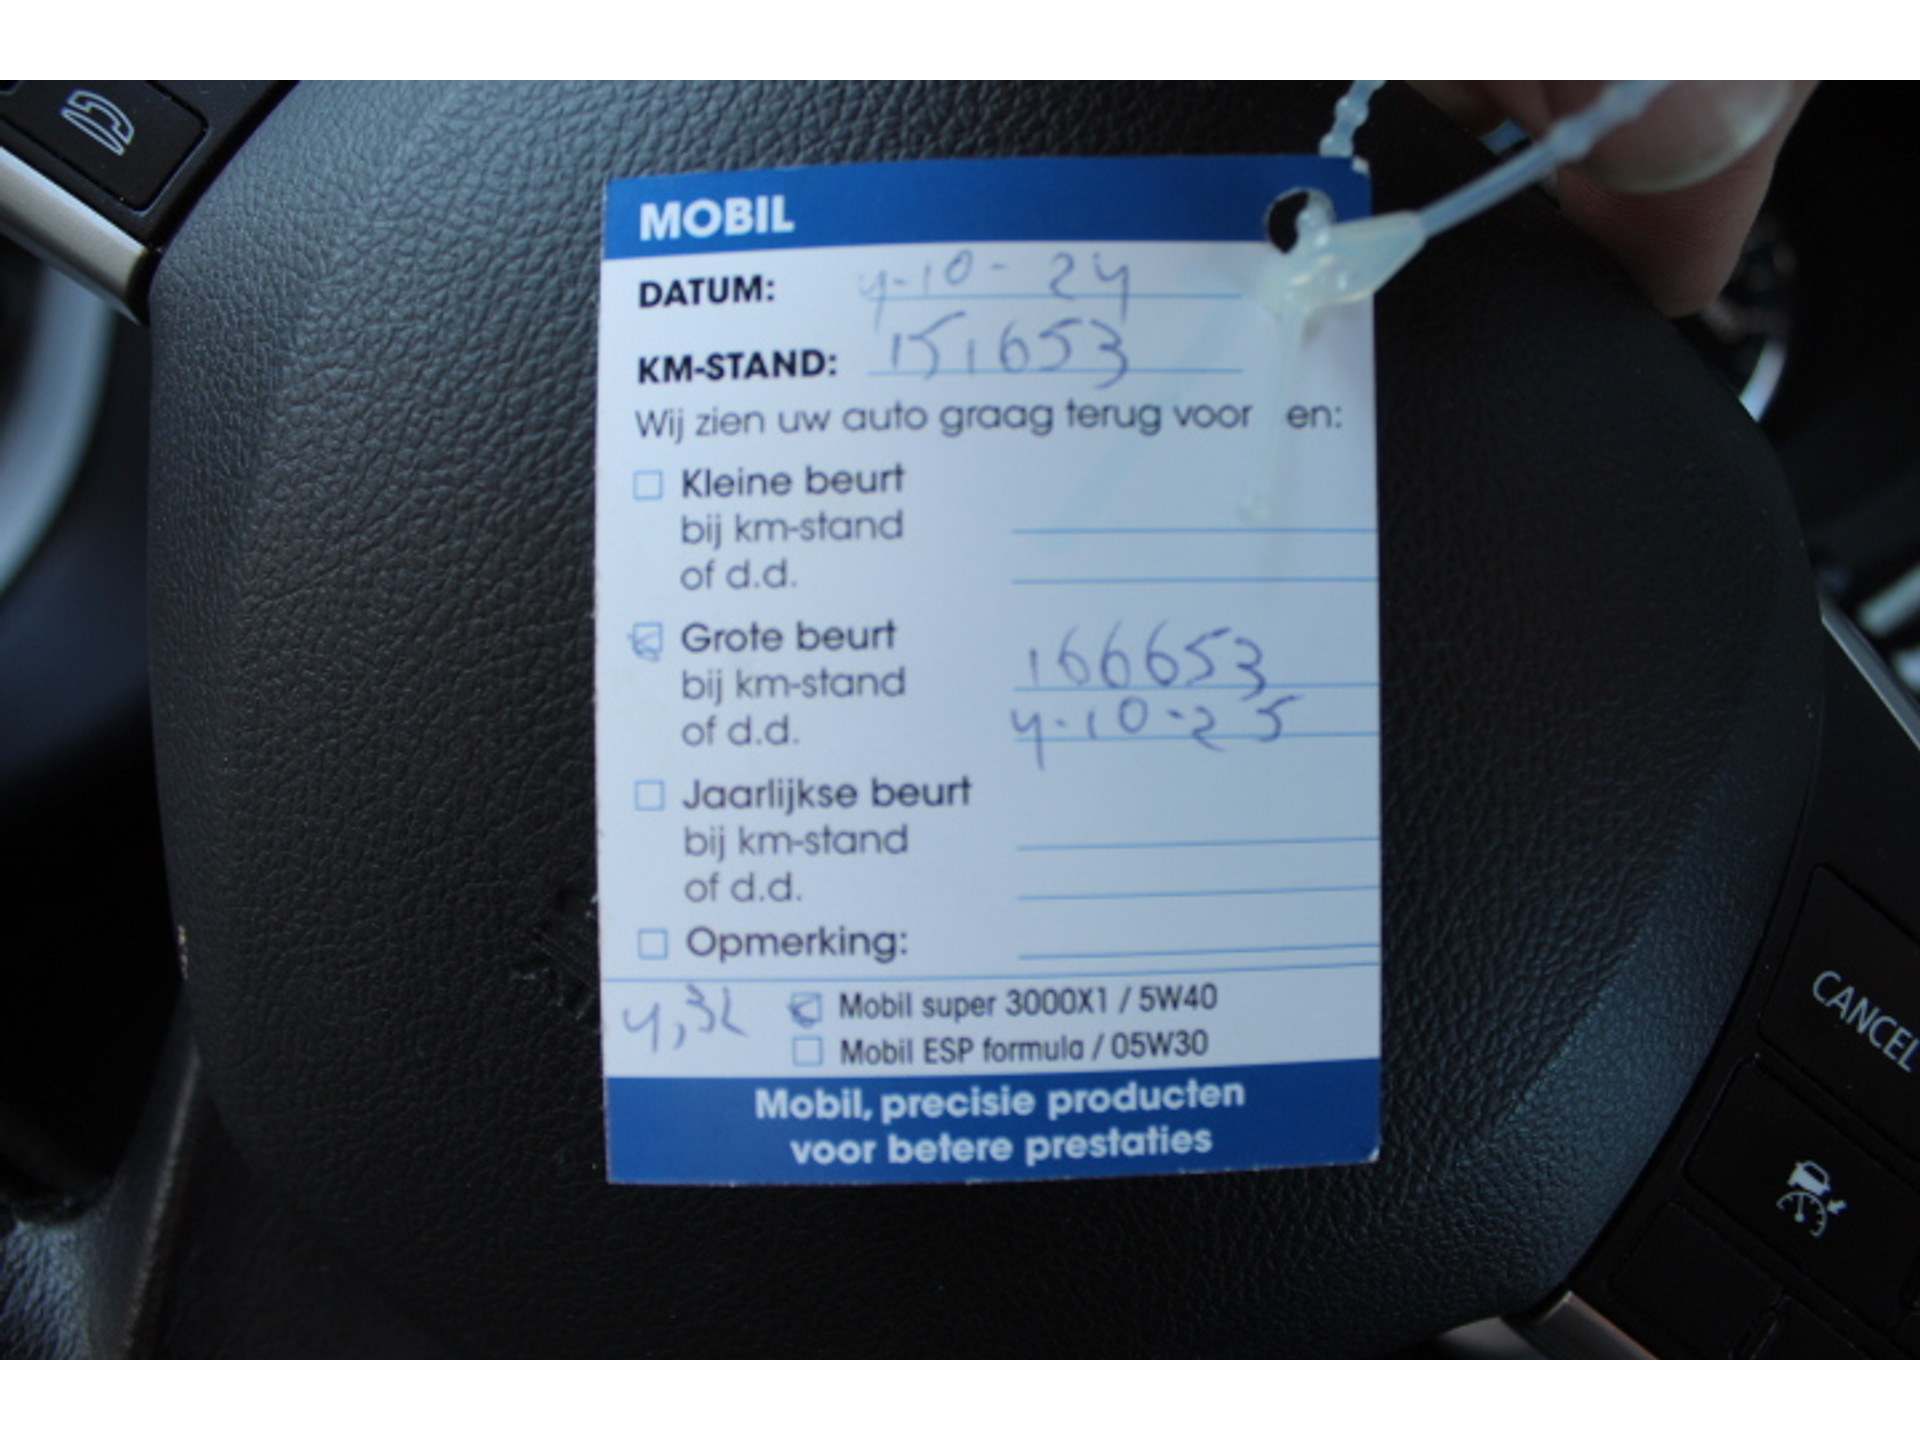 MOBIL
DATUM: 4-10-24
KM-STAND: 151653
Wij zien uw auto graag terug voor en:
Kleine beurt
bij km-stand
of d.d.
Grote beurt
bij km-stand 166653
of d.d. 4-10-25
Jaarlijkse beurt
bij km-stand
of d.d.
Opmerking:
4,3L Mobil super 3000X1 / 5W40
Mobil ESP formula / 05W30
Mobil, precisie producten
voor betere prestaties
CANCEL